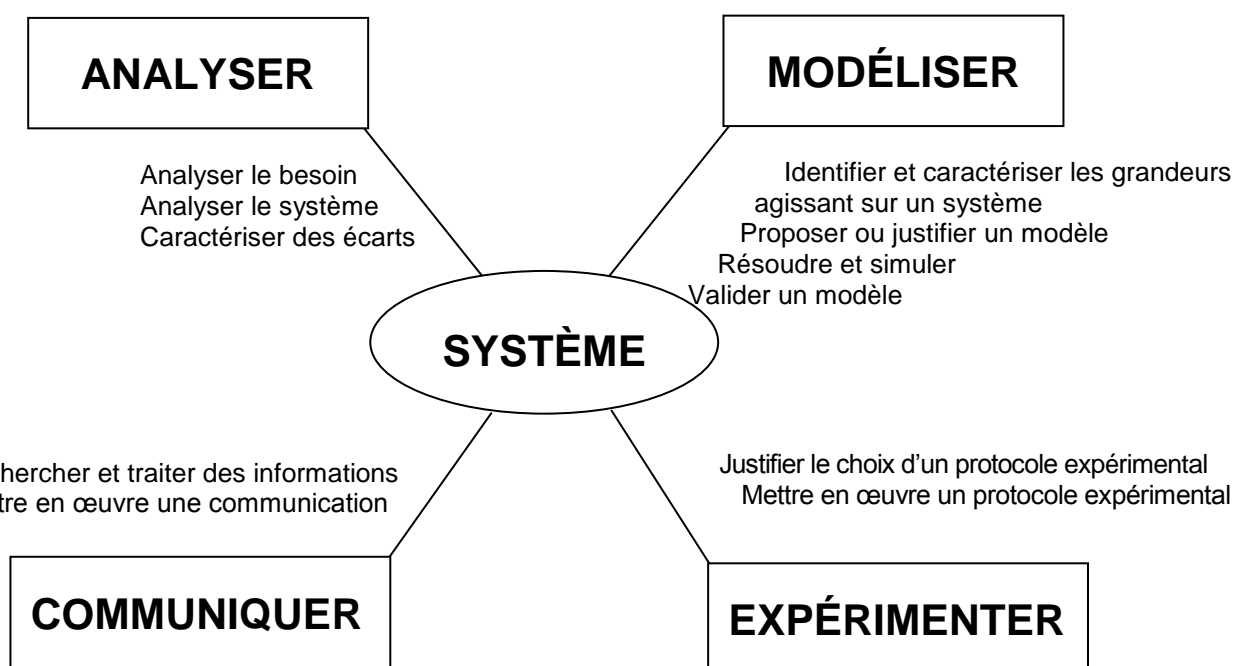 ANALYSER
MODÉLISER
Analyser le besoin
Analyser le système
Caractériser des écarts
Identifier et caractériser les grandeurs
agissant sur un système
Proposer ou justifier un modèle
Résoudre et simuler
Valider un modèle
SYSTÈME
hercher et traiter des informations
tre en œuvre une communication
Justifier le choix d’un protocole expérimental
Mettre en œuvre un protocole expérimental
COMMUNIQUER
EXPÉRIMENTER